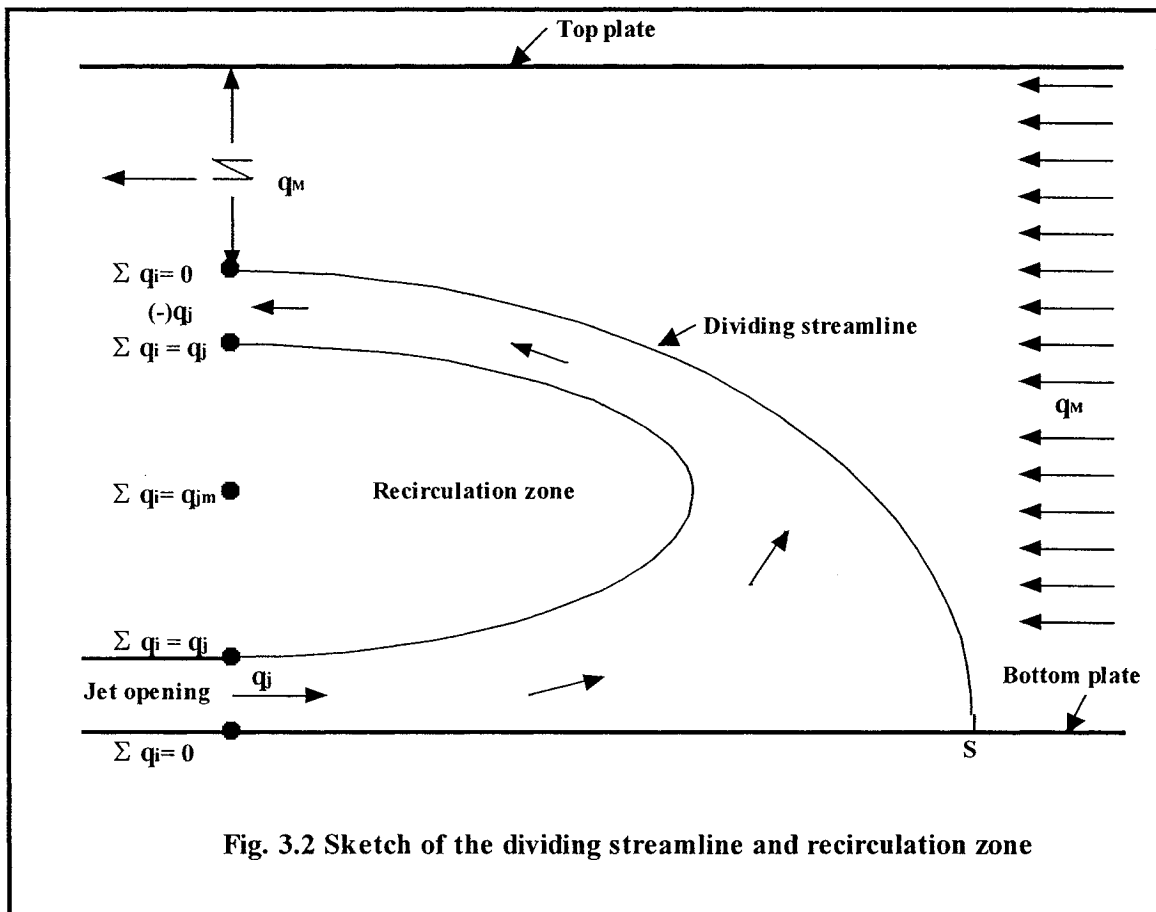 Top plate
qM
Σ qi= 0
(-)qj
Dividing streamline
Σ qi = qj
qM
Σ qi= qjm
Recirculation zone
Σ qi = qj
qj
Jet opening
Bottom plate
Σ qi= 0
S
Fig. 3.2 Sketch of the dividing streamline and recirculation zone